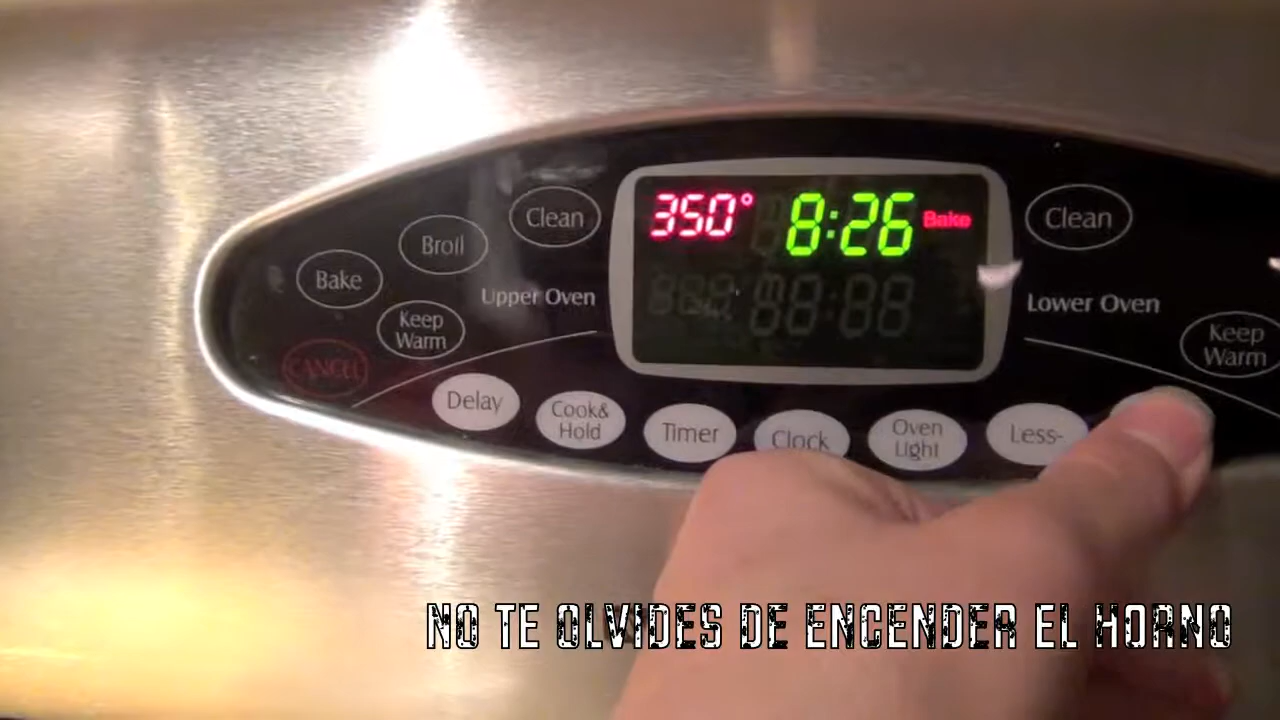 350° 8:26 Bake
Clean
Clean
Broil
Bake
Upper Oven
Lower Oven
Keep
Warm
Keep
Warm
CANCEL
Delay
Cook&
Hold
Timer
Clock
Oven
Light
Less-
NO TE OLVIDES DE ENCENDER EL HORNO